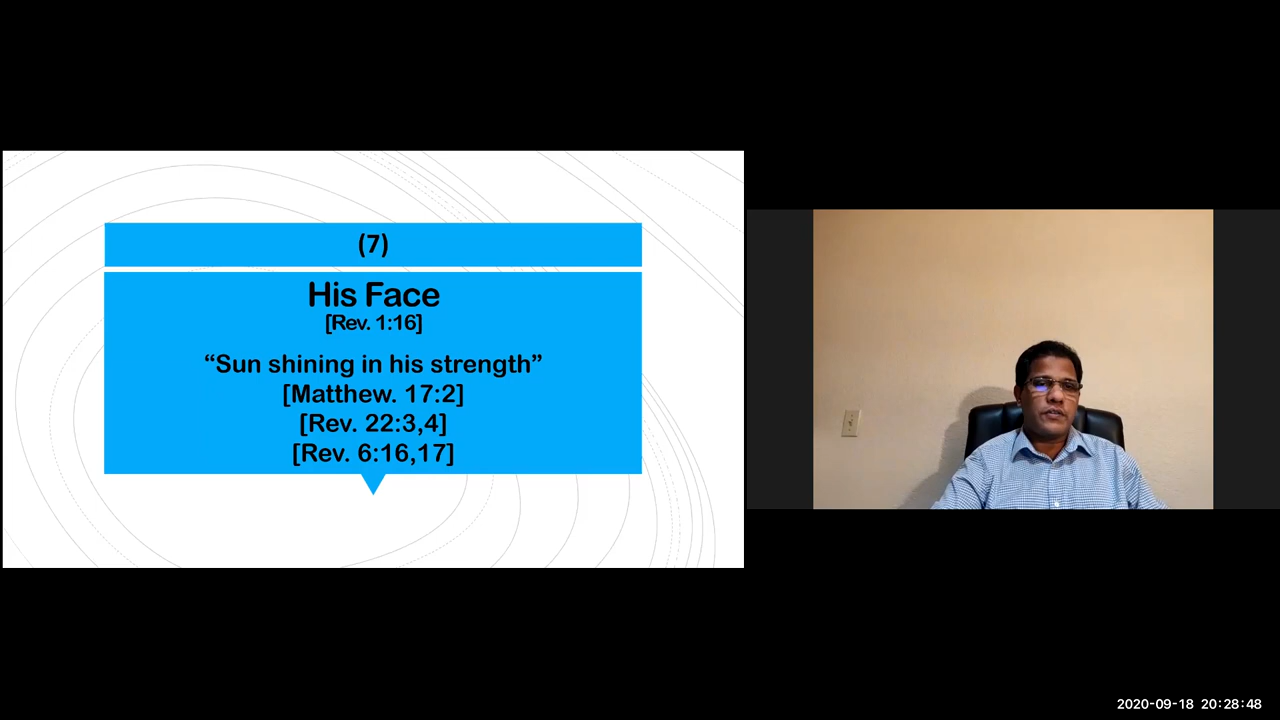 (7)
His Face
[Rev. 1:16]
“Sun shining in his strength”
[Matthew. 17:2]
[Rev. 22:3,4]
[Rev. 6:16,17]
2020-09-18 20:28:48